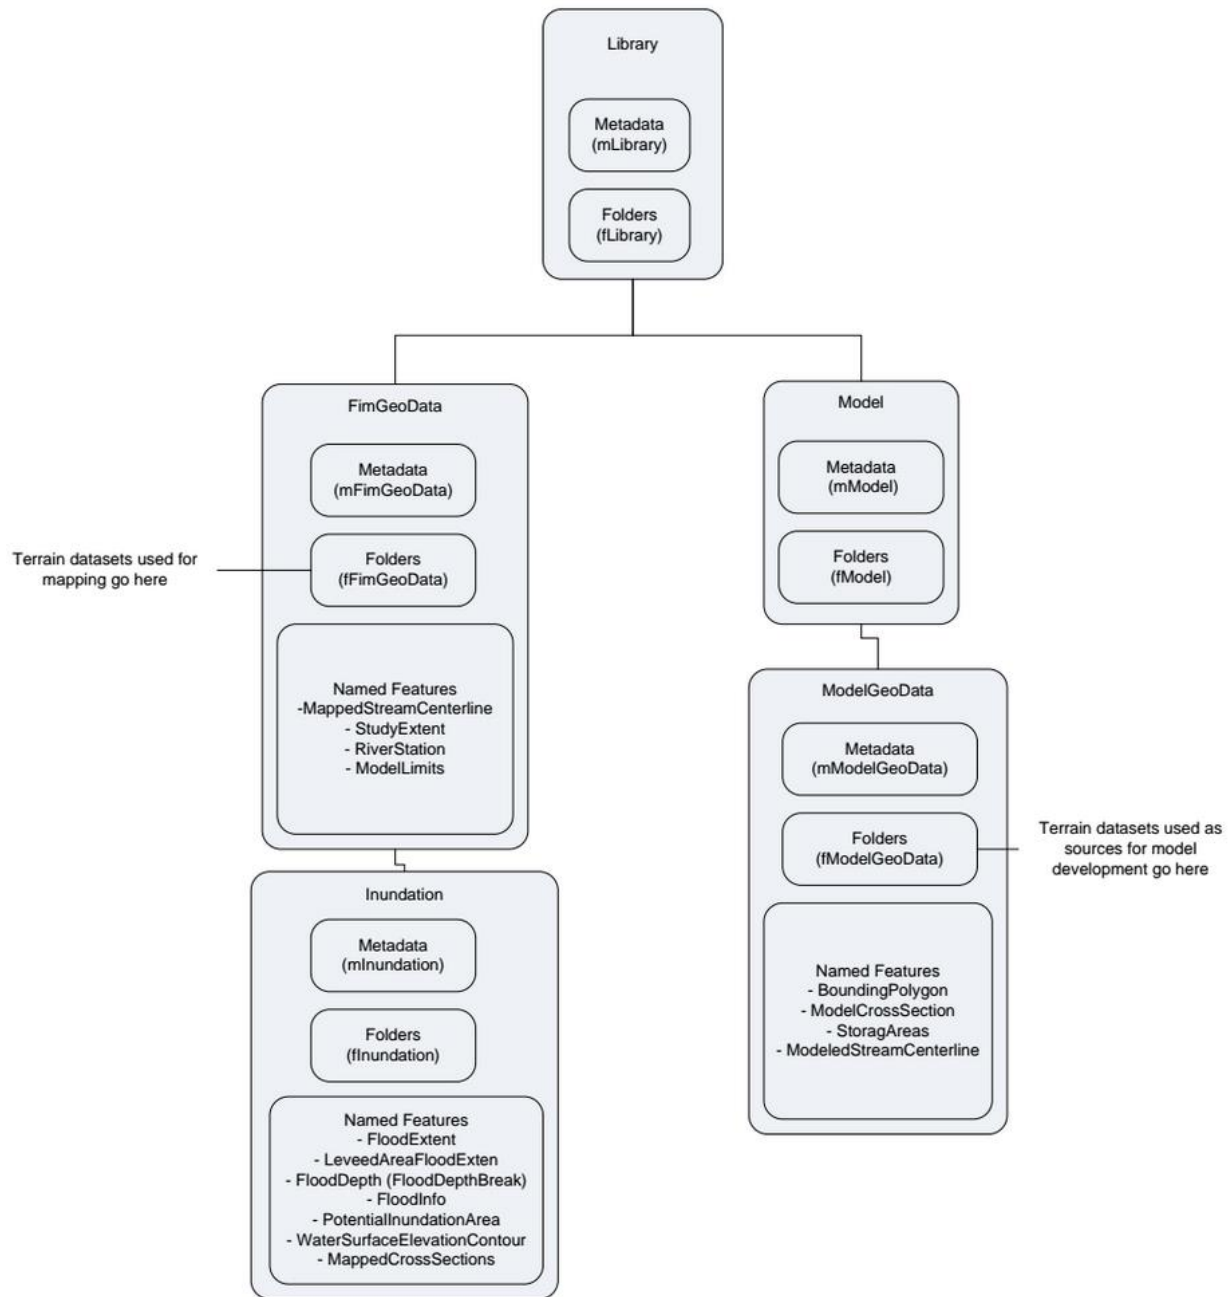 Library
Metadata
(mLibrary)
Folders
(fLibrary)
FimGeoData
Metadata
(mFimGeoData)
Folders
(fFimGeoData)
Terrain datasets used for
mapping go here
Named Features
-MappedStreamCenterline
- StudyExtent
- RiverStation
- ModelLimits
Inundation
Metadata
(mInundation)
Folders
(fInundation)
Named Features
- FloodExtent
- LeveedAreaFloodExten
- FloodDepth (FloodDepthBreak)
- FloodInfo
- PotentialInundationArea
- WaterSurfaceElevationContour
- MappedCrossSections
Model
Metadata
(mModel)
Folders
(fModel)
ModelGeoData
Metadata
(mModelGeoData)
Folders
(fModelGeoData)
Terrain datasets used as
sources for model
development go here
Named Features
- BoundingPolygon
- ModelCrossSection
- StoragAreas
- ModeledStreamCenterline